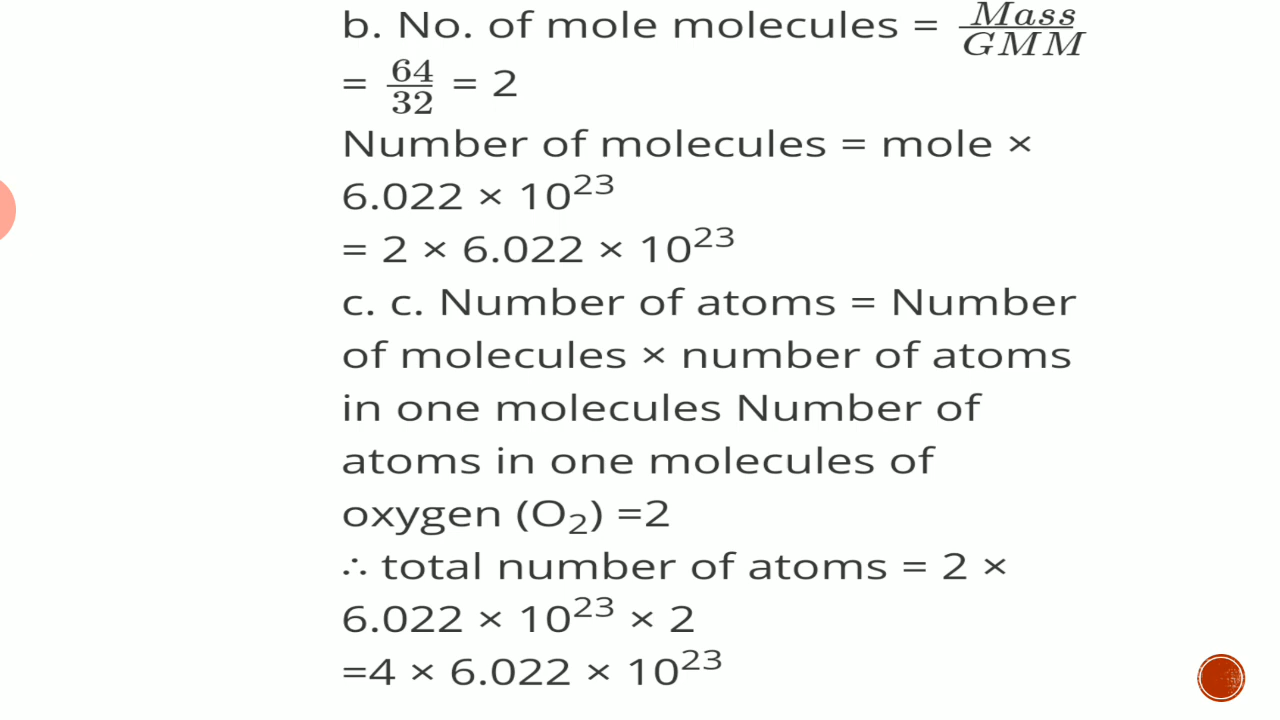 b. No. of mole molecules = Mass/GMM
= 64/32 = 2
Number of molecules = mole ×
6.022 × 10²³
= 2 × 6.022 × 10²³
c. c. Number of atoms = Number
of molecules × number of atoms
in one molecules Number of
atoms in one molecules of
oxygen (O₂) =2
∴ total number of atoms = 2 ×
6.022 × 10²³ × 2
=4 × 6.022 × 10²³